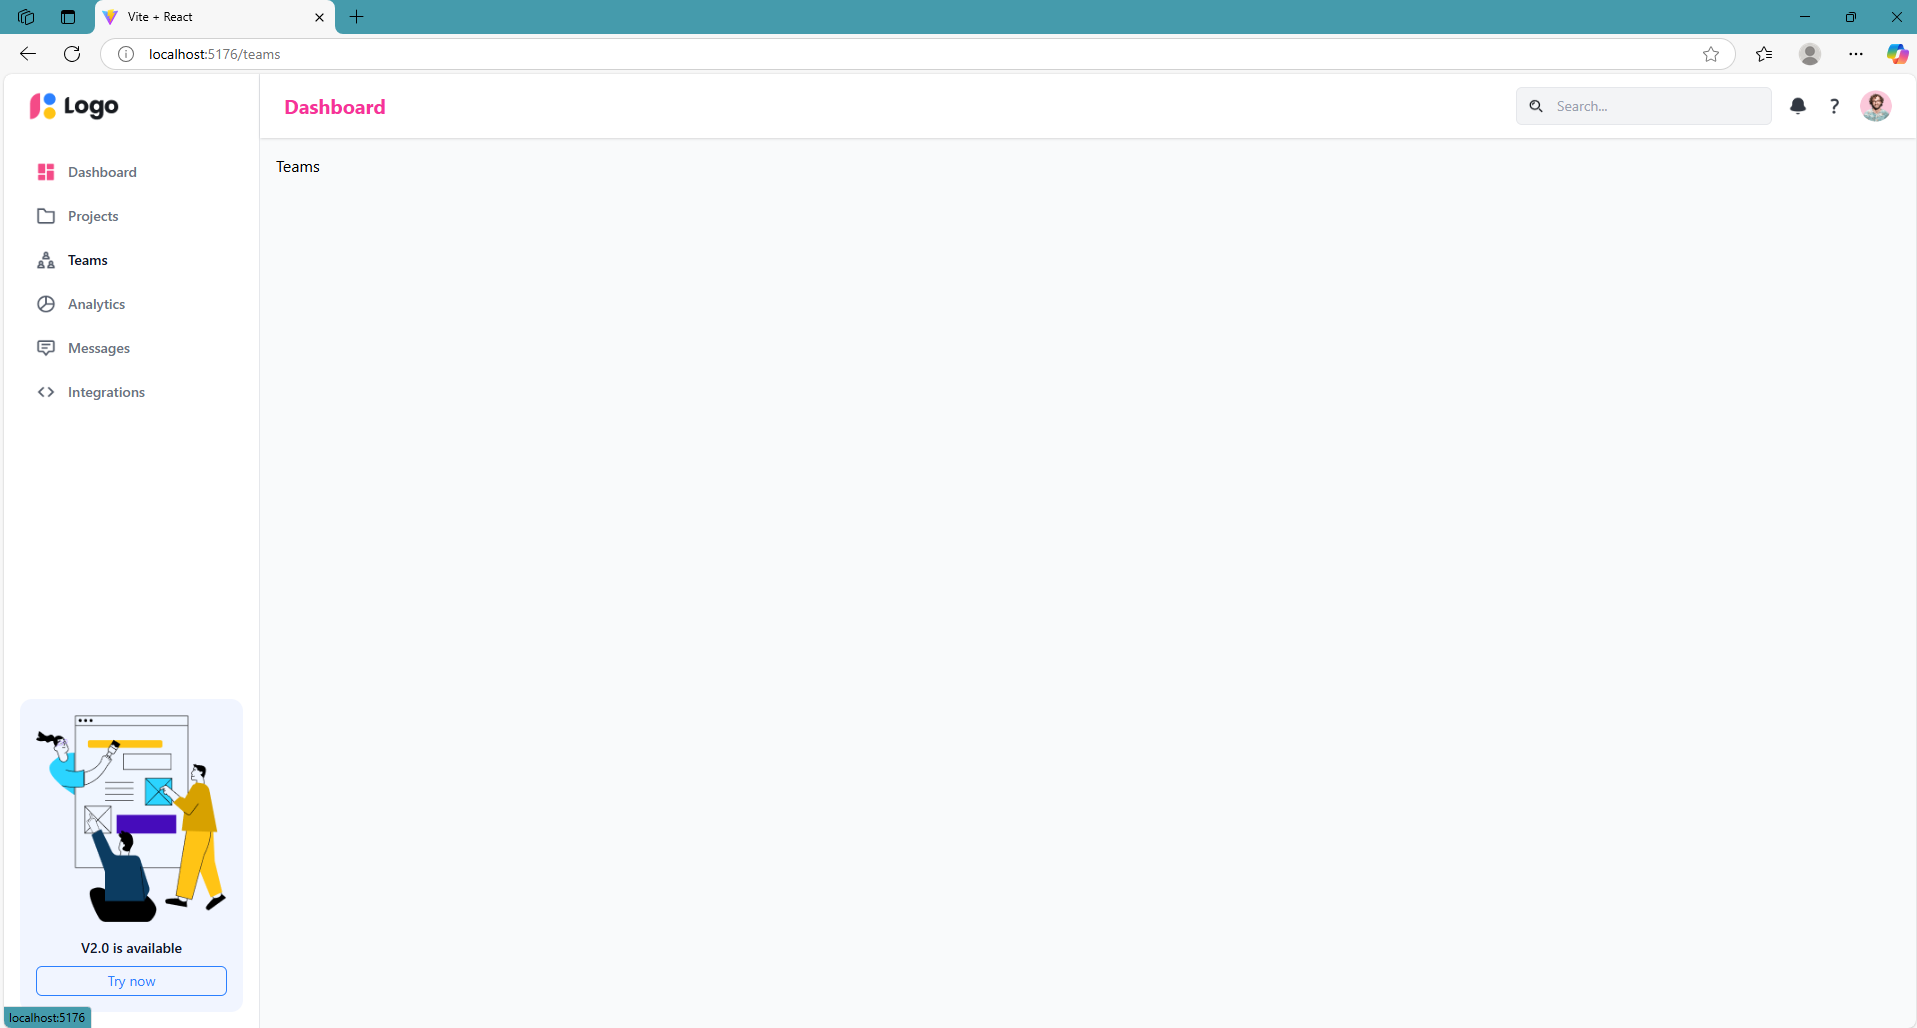 Vite + React
localhost:5176/teams
Logo
Dashboard
Search...
?
Dashboard
Projects
Teams
Analytics
Messages
Integrations
Teams
V2.0 is available
Try now
localhost:5176